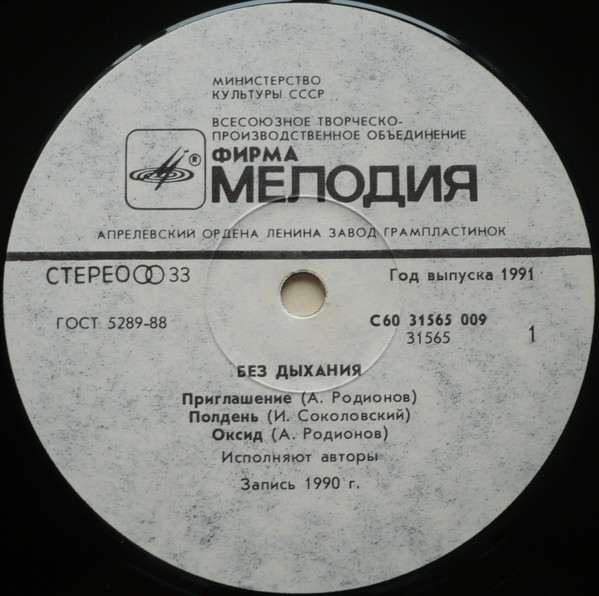 МИНИСТЕРСТВО
КУЛЬТУРЫ СССР
ВСЕСОЮЗНОЕ ТВОРЧЕСКО-
ПРОИЗВОДСТВЕННОЕ ОБЪЕДИНЕНИЕ
®
ФИРМА
МЕЛОДИЯ
АПРЕЛЕВСКИЙ ОРДЕНА ЛЕНИНА ЗАВОД ГРАМПЛАСТИНОК
СТЕРЕО 33
Год выпуска 1991
ГОСТ 5289-88
С60 31565 009
31565
1
БЕЗ ДЫХАНИЯ
Приглашение (А. Родионов)
Полдень (И. Соколовский)
Оксид (А. Родионов)
Исполняют авторы
Запись 1990 г.